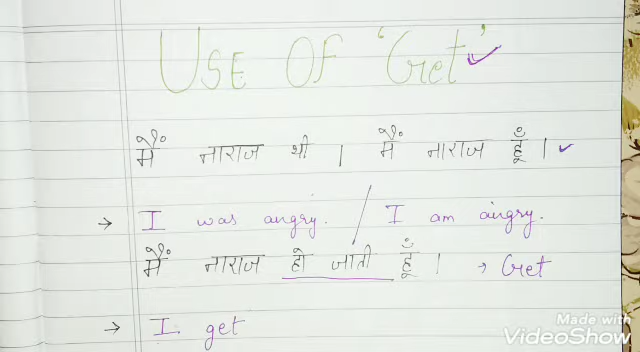 USE OF 'Get' ✓
मैं नाराज थी । मैं नाराज हूँ । ✓
→ I was angry. / I am angry.
मैं नाराज हो जाती हूँ । → Get
→ I get
Made with
VideoShow